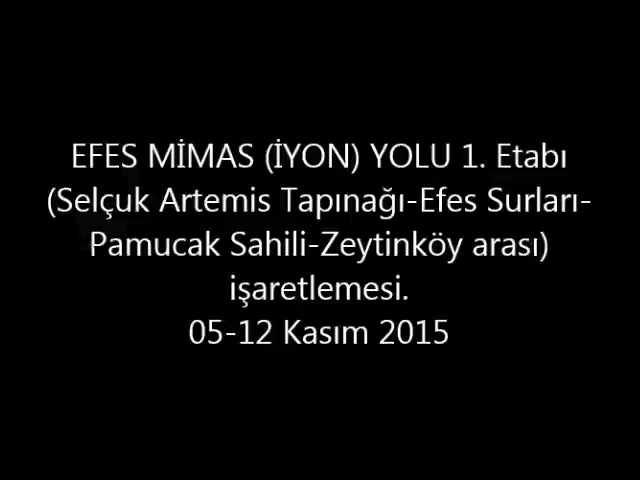 EFES MİMAS (İYON) YOLU 1. Etabı
(Selçuk Artemis Tapınağı-Efes Surları-
Pamucak Sahili-Zeytinköy arası)
işaretlemesi.
05-12 Kasım 2015